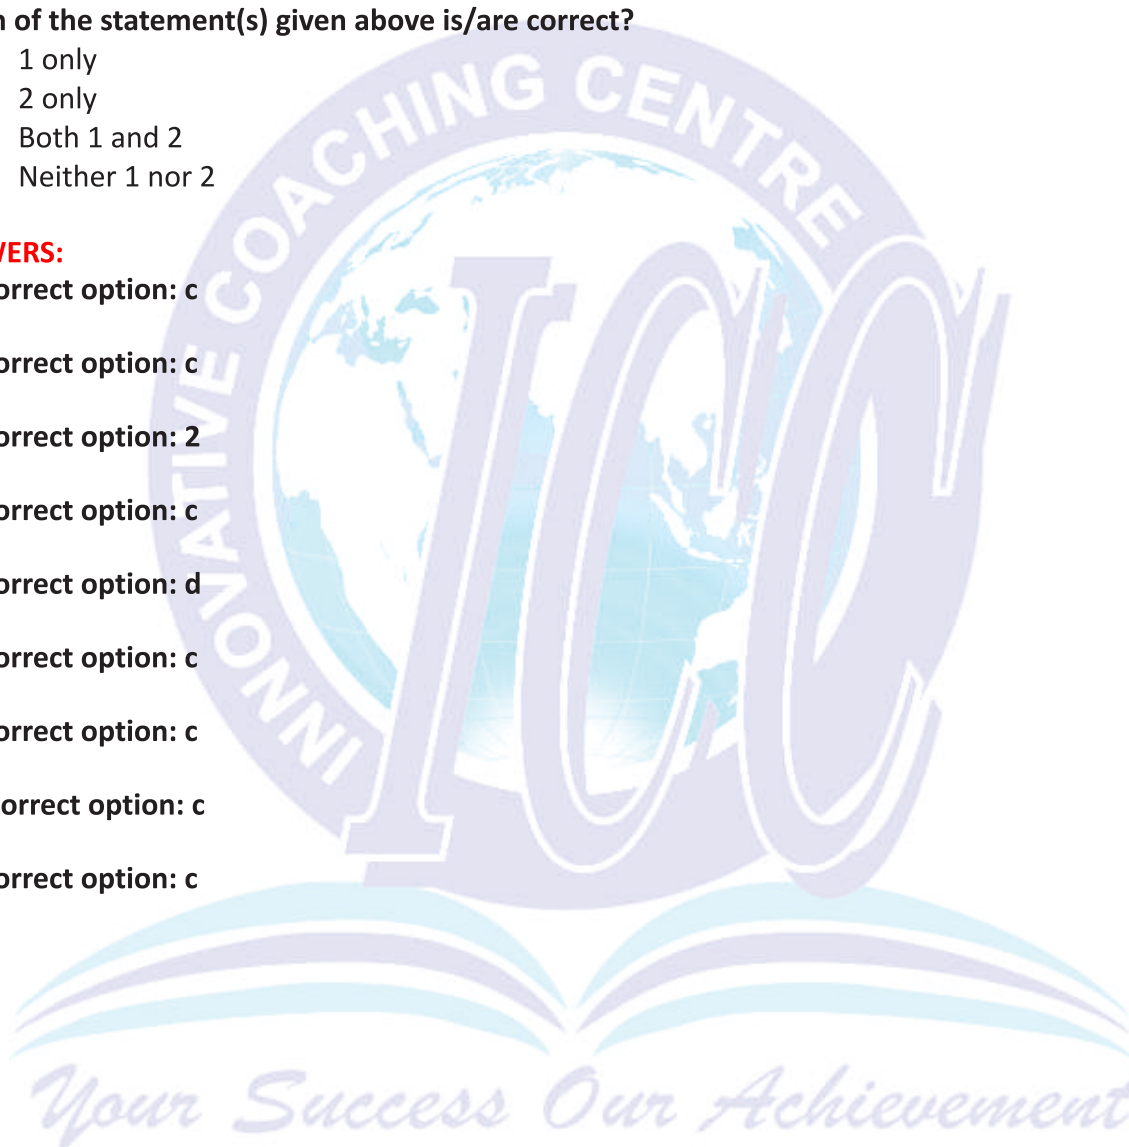 n of the statement(s) given above is/are correct?
1 only
2 only
Both 1 and 2
Neither 1 nor 2
WERS:
orrect option: c
orrect option: c
orrect option: 2
orrect option: c
orrect option: d
orrect option: c
orrect option: c
orrect option: c
orrect option: c
INNOVATIVE COACHING CENTRE
ICC
Your Success Our Achievement